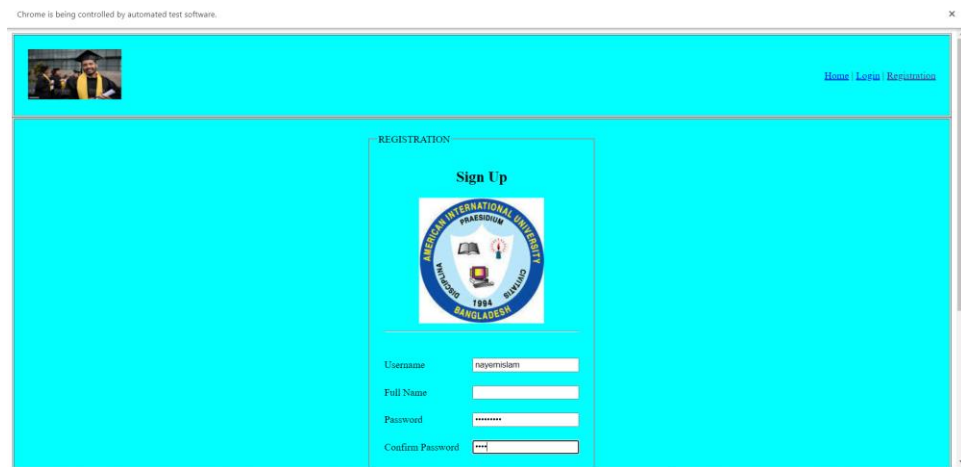 Chrome is being controlled by automated test software.
Home | Login | Registration
REGISTRATION
Sign Up
AMERICAN INTERNATIONAL UNIVERSITY
PRAESIDIUM
DISCIPLINA
CIVITATIS
1994
BANGLADESH
Username nayemislam
Full Name
Password •••••••••
Confirm Password ••••